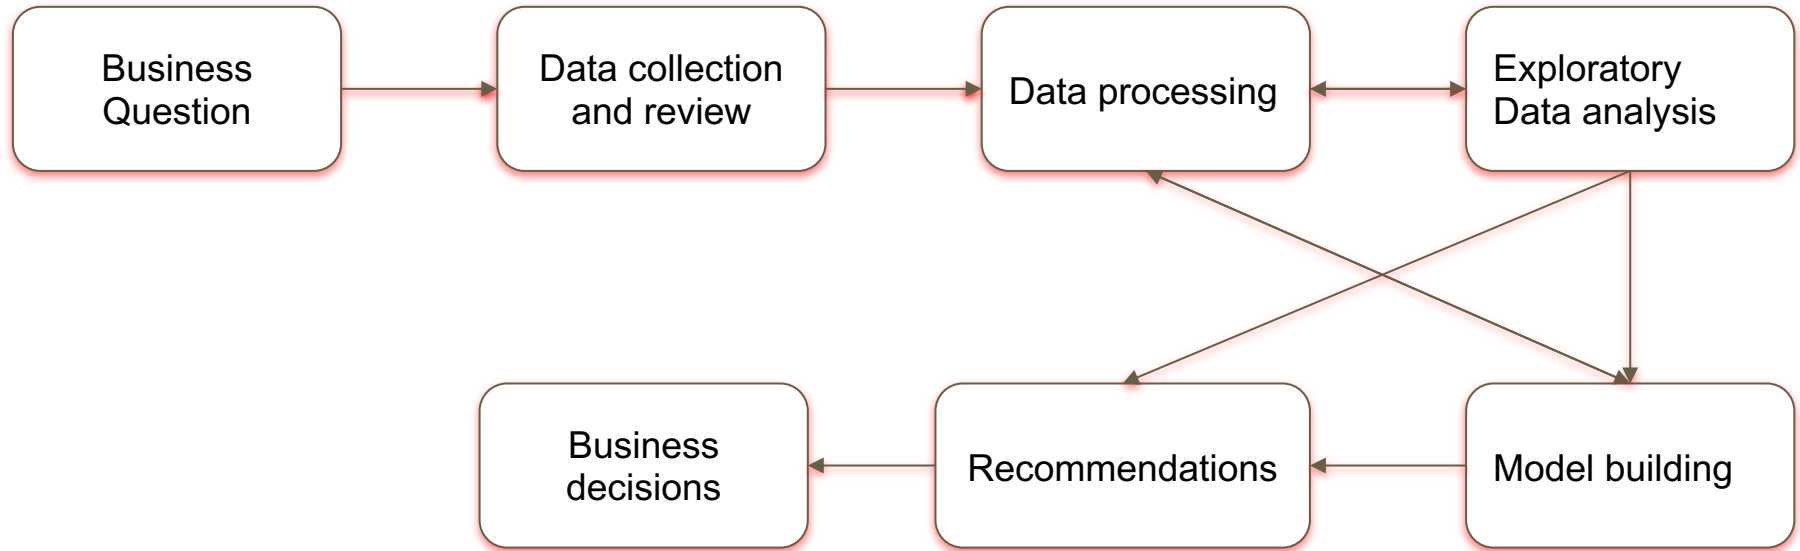 Business
Question
Data collection
and review
Data processing
Exploratory
Data analysis
Business
decisions
Recommendations
Model building